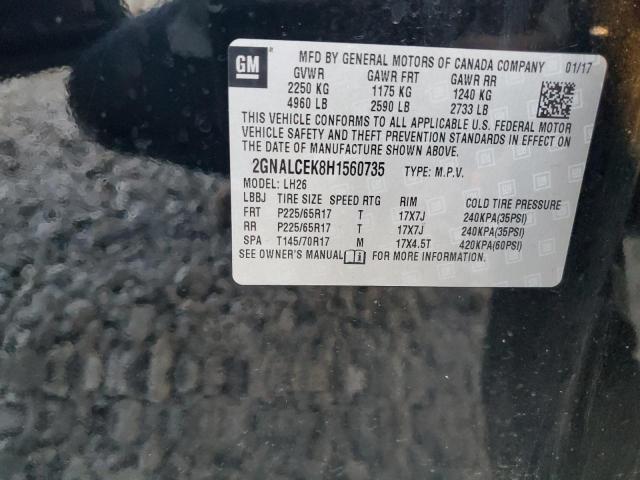 GM
MFD BY GENERAL MOTORS OF CANADA COMPANY 01/17
GVWR GAWR FRT GAWR RR
2250 KG 1175 KG 1240 KG
4960 LB 2590 LB 2733 LB
THIS VEHICLE CONFORMS TO ALL APPLICABLE U.S. FEDERAL MOTOR
VEHICLE SAFETY AND THEFT PREVENTION STANDARDS IN EFFECT ON
THE DATE OF MANUFACTURE SHOWN ABOVE.
2GNALCEK8H1560735 TYPE: M.P.V.
MODEL: LH26
LBBJ TIRE SIZE SPEED RTG RIM COLD TIRE PRESSURE
FRT P225/65R17 T 17X7J 240KPA(35PSI)
RR P225/65R17 T 17X7J 240KPA(35PSI)
SPA T145/70R17 M 17X4.5T 420KPA(60PSI)
SEE OWNER'S MANUAL FOR MORE INFORMATION.